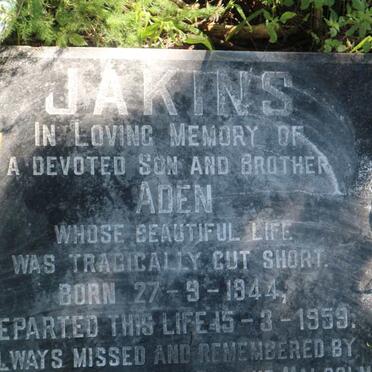 JAKINS
IN LOVING MEMORY OF
A DEVOTED SON AND BROTHER
ADEN
WHOSE BEAUTIFUL LIFE
WAS TRAGICALLY CUT SHORT.
BORN 27-9-1944,
EPARTED THIS LIFE 15-3-1959.
LWAYS MISSED AND REMEMBERED BY